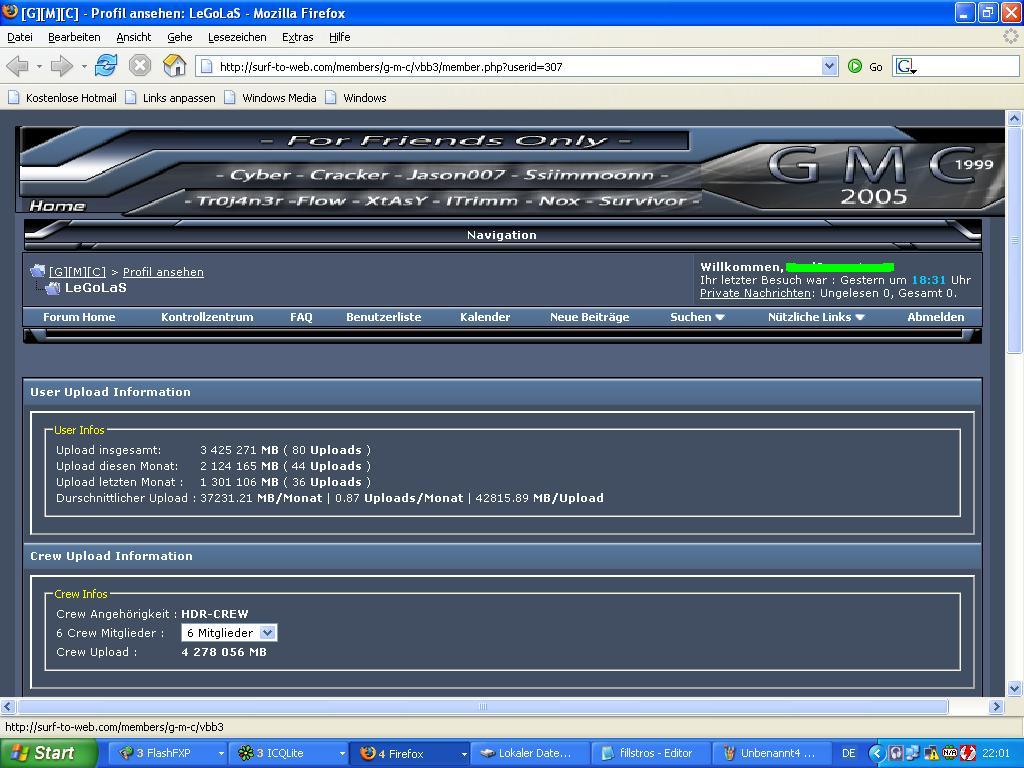 [G][M][C] - Profil ansehen: LeGoLaS - Mozilla Firefox
Datei Bearbeiten Ansicht Gehe Lesezeichen Extras Hilfe
http://surf-to-web.com/members/g-m-c/vbb3/member.php?userid=307 Go G
Kostenlose Hotmail Links anpassen Windows Media Windows
- For Friends Only -
- Cyber - Cracker - Jason007 - Ssiimmoonn -
- Tr0j4n3r -Flow - XtAsY - ITrimm - Nox - Survivor -
GMC 1999
2005
Home
Navigation
[G][M][C] > Profil ansehen
LeGoLaS
Willkommen,
Ihr letzter Besuch war : Gestern um 18:31 Uhr
Private Nachrichten: Ungelesen 0, Gesamt 0.
Forum Home Kontrollzentrum FAQ Benutzerliste Kalender Neue Beiträge Suchen Nützliche Links Abmelden
User Upload Information
User Infos
Upload insgesamt: 3 425 271 MB ( 80 Uploads )
Upload diesen Monat: 2 124 165 MB ( 44 Uploads )
Upload letzten Monat : 1 301 106 MB ( 36 Uploads )
Durschnittlicher Upload : 37231.21 MB/Monat | 0.87 Uploads/Monat | 42815.89 MB/Upload
Crew Upload Information
Crew Infos
Crew Angehörigkeit : HDR-CREW
6 Crew Mitglieder : 6 Mitglieder
Crew Upload : 4 278 056 MB
http://surf-to-web.com/members/g-m-c/vbb3
Start 3 FlashFXP 3 ICQLite 4 Firefox Lokaler Date... fillstros - Editor Unbenannt4 ... DE 22:01